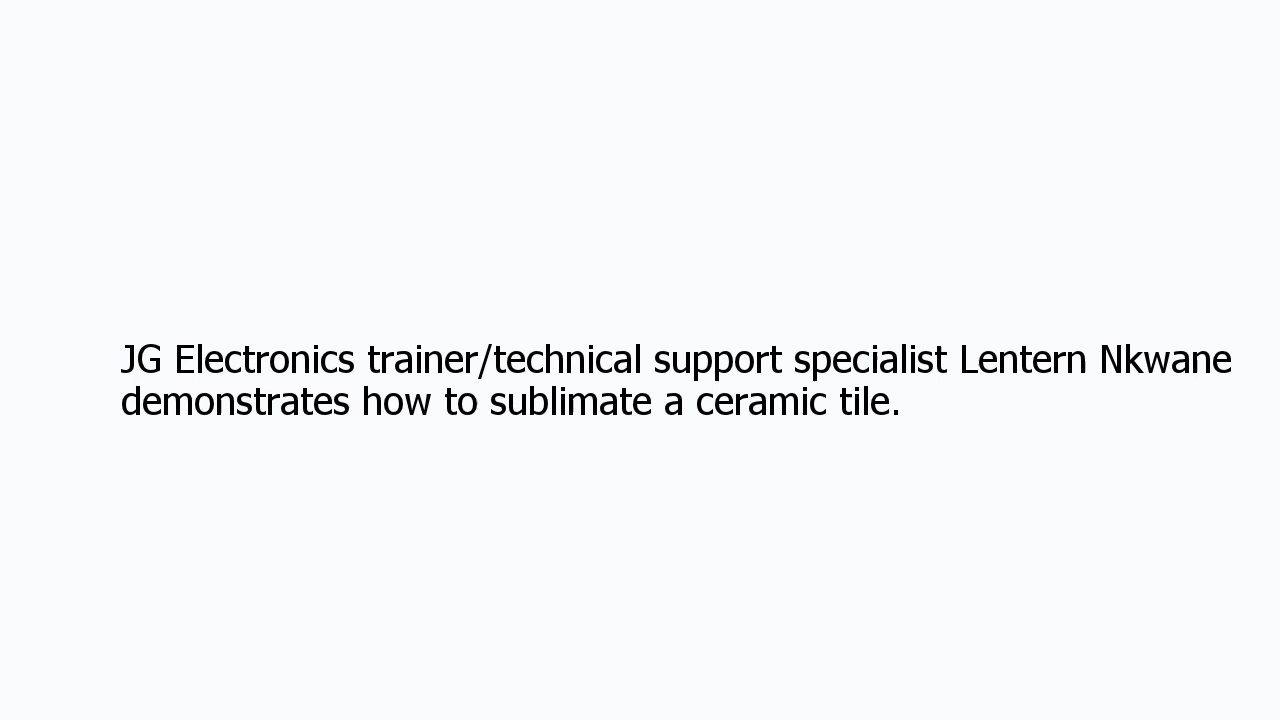 JG Electronics trainer/technical support specialist Lentern Nkwane
demonstrates how to sublimate a ceramic tile.